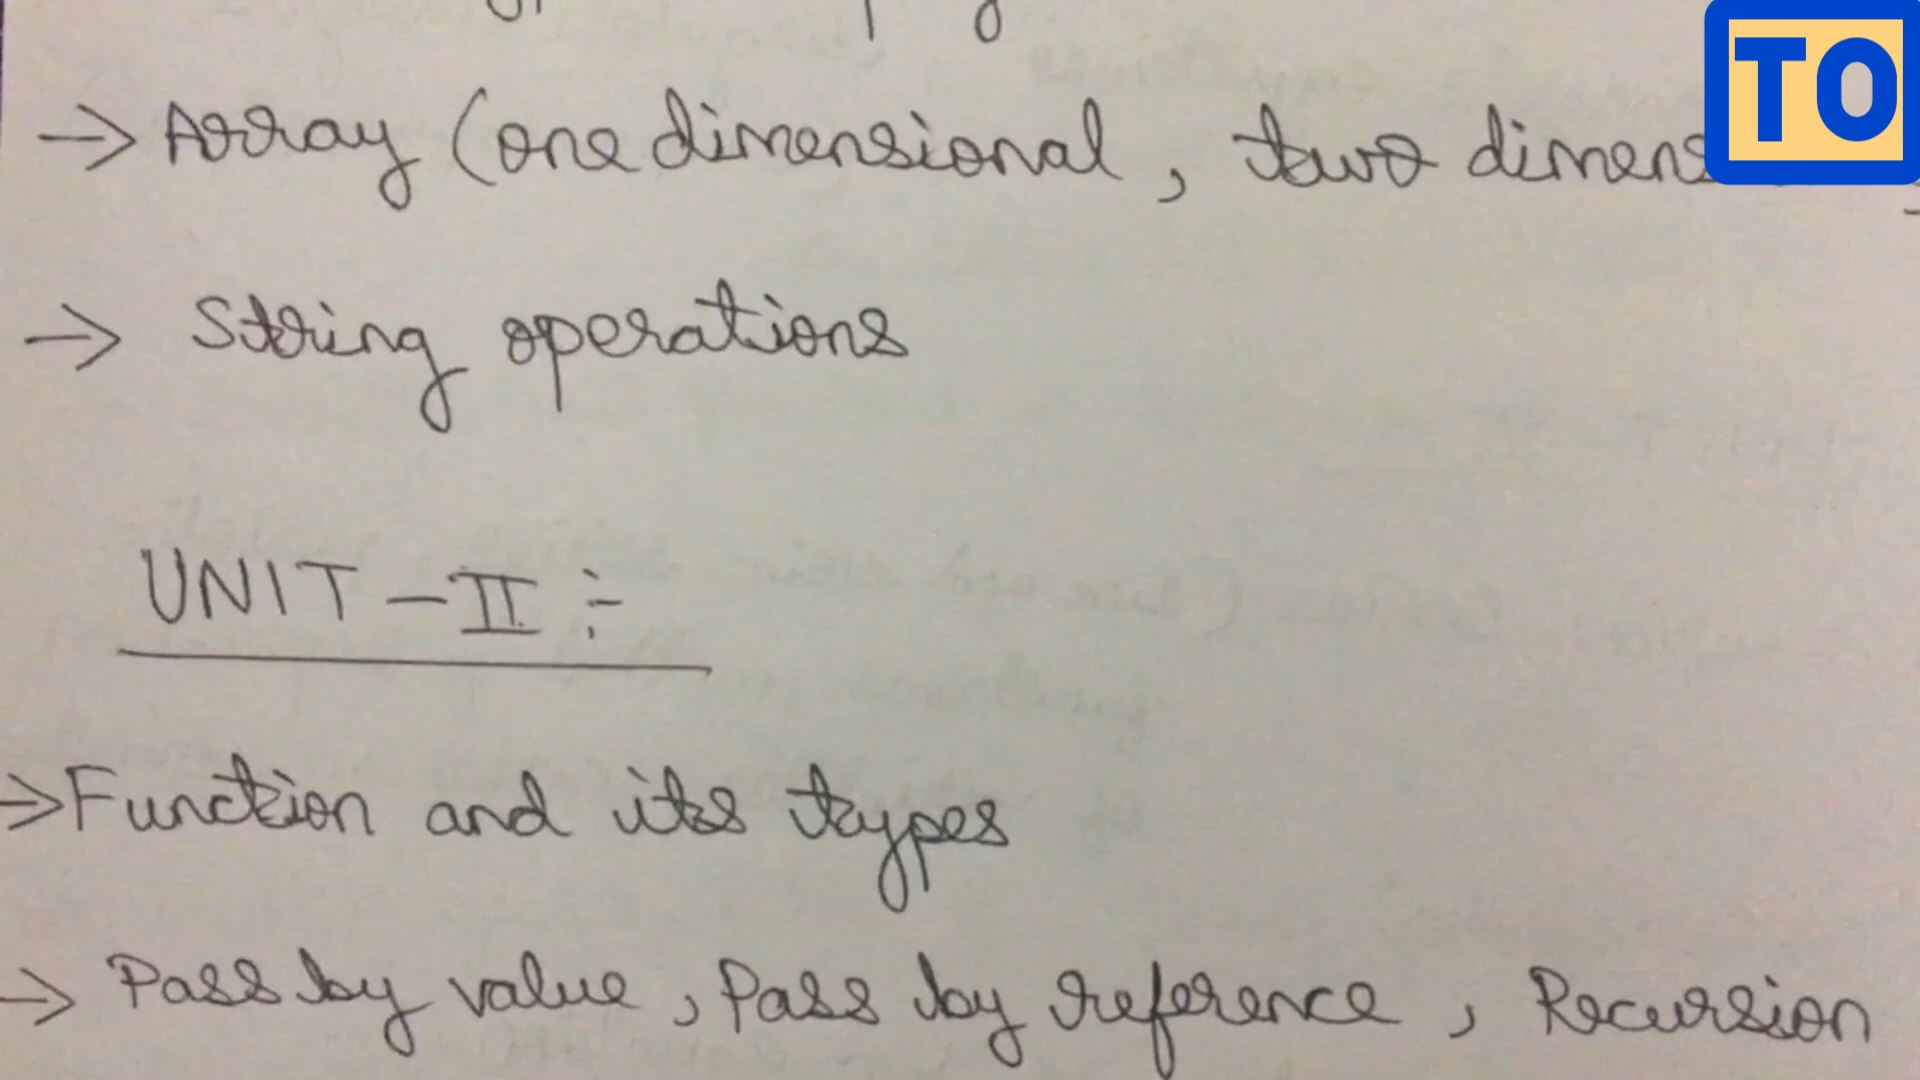 TO
→ Array (one dimensional, two dimens
→ String operations
UNIT-II :-
→ Function and its types
→ Pass by value, Pass by reference, Recursion